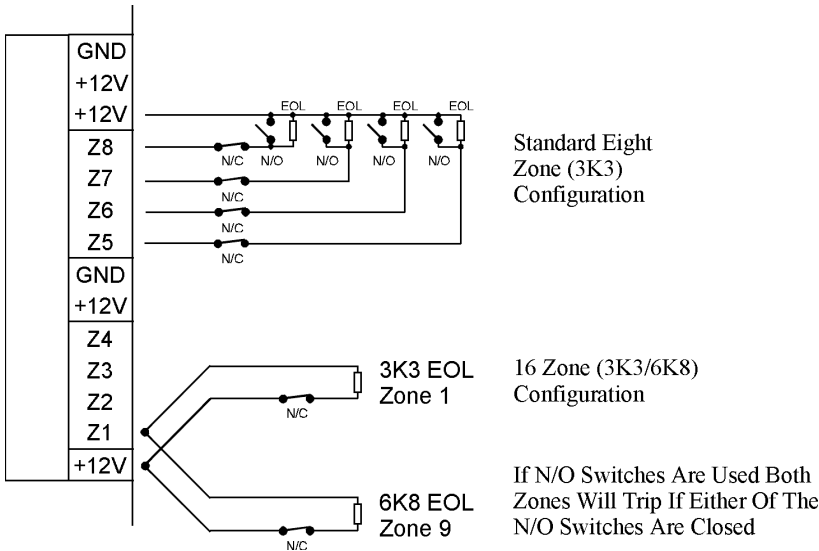 GND
+12V
+12V
Z8
Z7
Z6
Z5
GND
+12V
Z4
Z3
Z2
Z1
+12V
EOL EOL EOL EOL
N/C N/O N/O N/O N/O
N/C
N/C
N/C
Standard Eight
Zone (3K3)
Configuration
3K3 EOL
Zone 1
N/C
16 Zone (3K3/6K8)
Configuration
6K8 EOL
Zone 9
N/C
If N/O Switches Are Used Both
Zones Will Trip If Either Of The
N/O Switches Are Closed